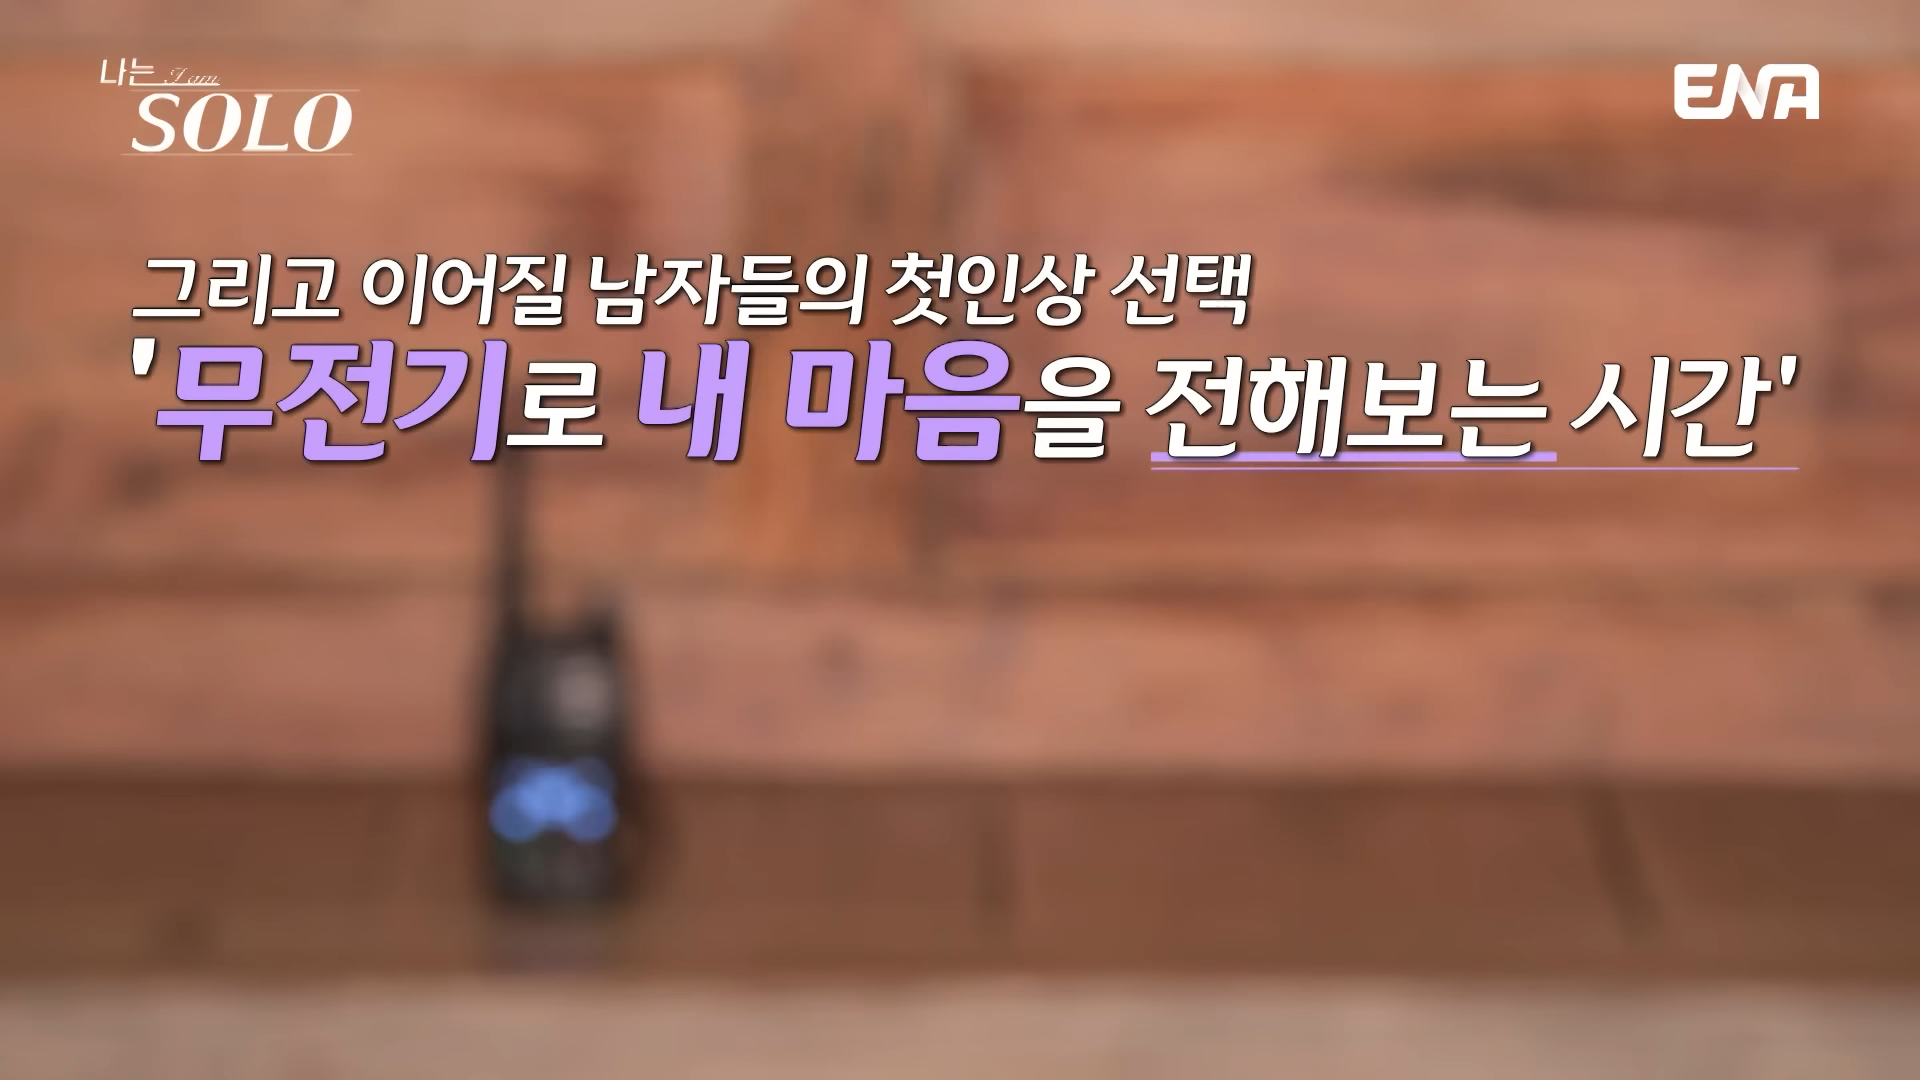 나는 I am
SOLO
ENA
그리고 이어질 남자들의 첫인상 선택
'무전기로 내 마음을 전해보는 시간'